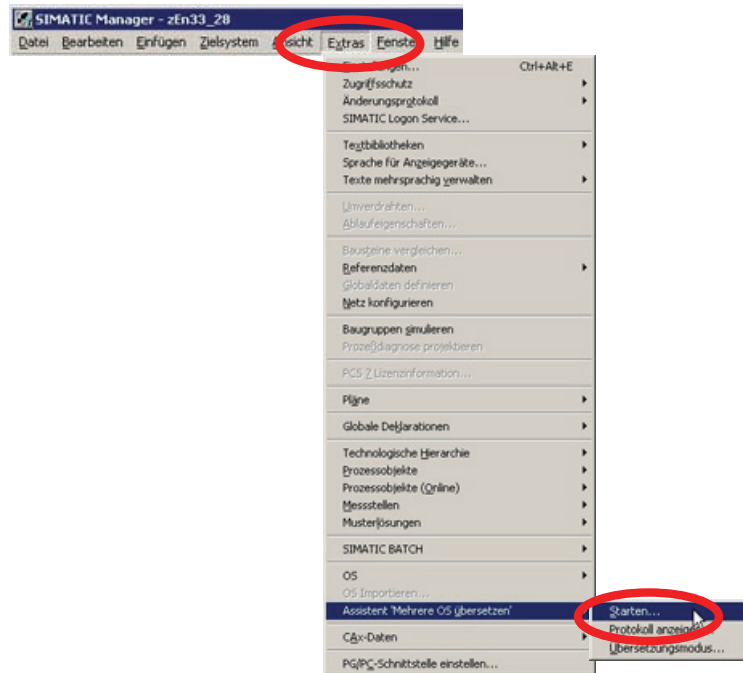 SIMATIC Manager - zEn33_28
Datei Bearbeiten Einfügen Zielsystem Ansicht Extras Fenster Hilfe
Einstellungen... Ctrl+Alt+E
Zugriffsschutz
Änderungsprotokoll
SIMATIC Logon Service...
Textbibliotheken
Sprache für Anzeigegeräte...
Texte mehrsprachig verwalten
Umverdrahten...
Ablaufeigenschaften...
Bausteine vergleichen...
Referenzdaten
Globaldaten definieren
Netz konfigurieren
Baugruppen simulieren
Prozeßdiagnose projektieren
PCS 7 Lizenzinformation...
Pläne
Globale Deklarationen
Technologische Hierarchie
Prozessobjekte
Prozessobjekte (Online)
Messstellen
Musterlösungen
SIMATIC BATCH
OS
OS Importieren...
Assistent 'Mehrere OS übersetzen'
Starten...
Protokoll anzeigen
Übersetzungsmodus...
CAx-Daten
PG/PC-Schnittstelle einstellen...